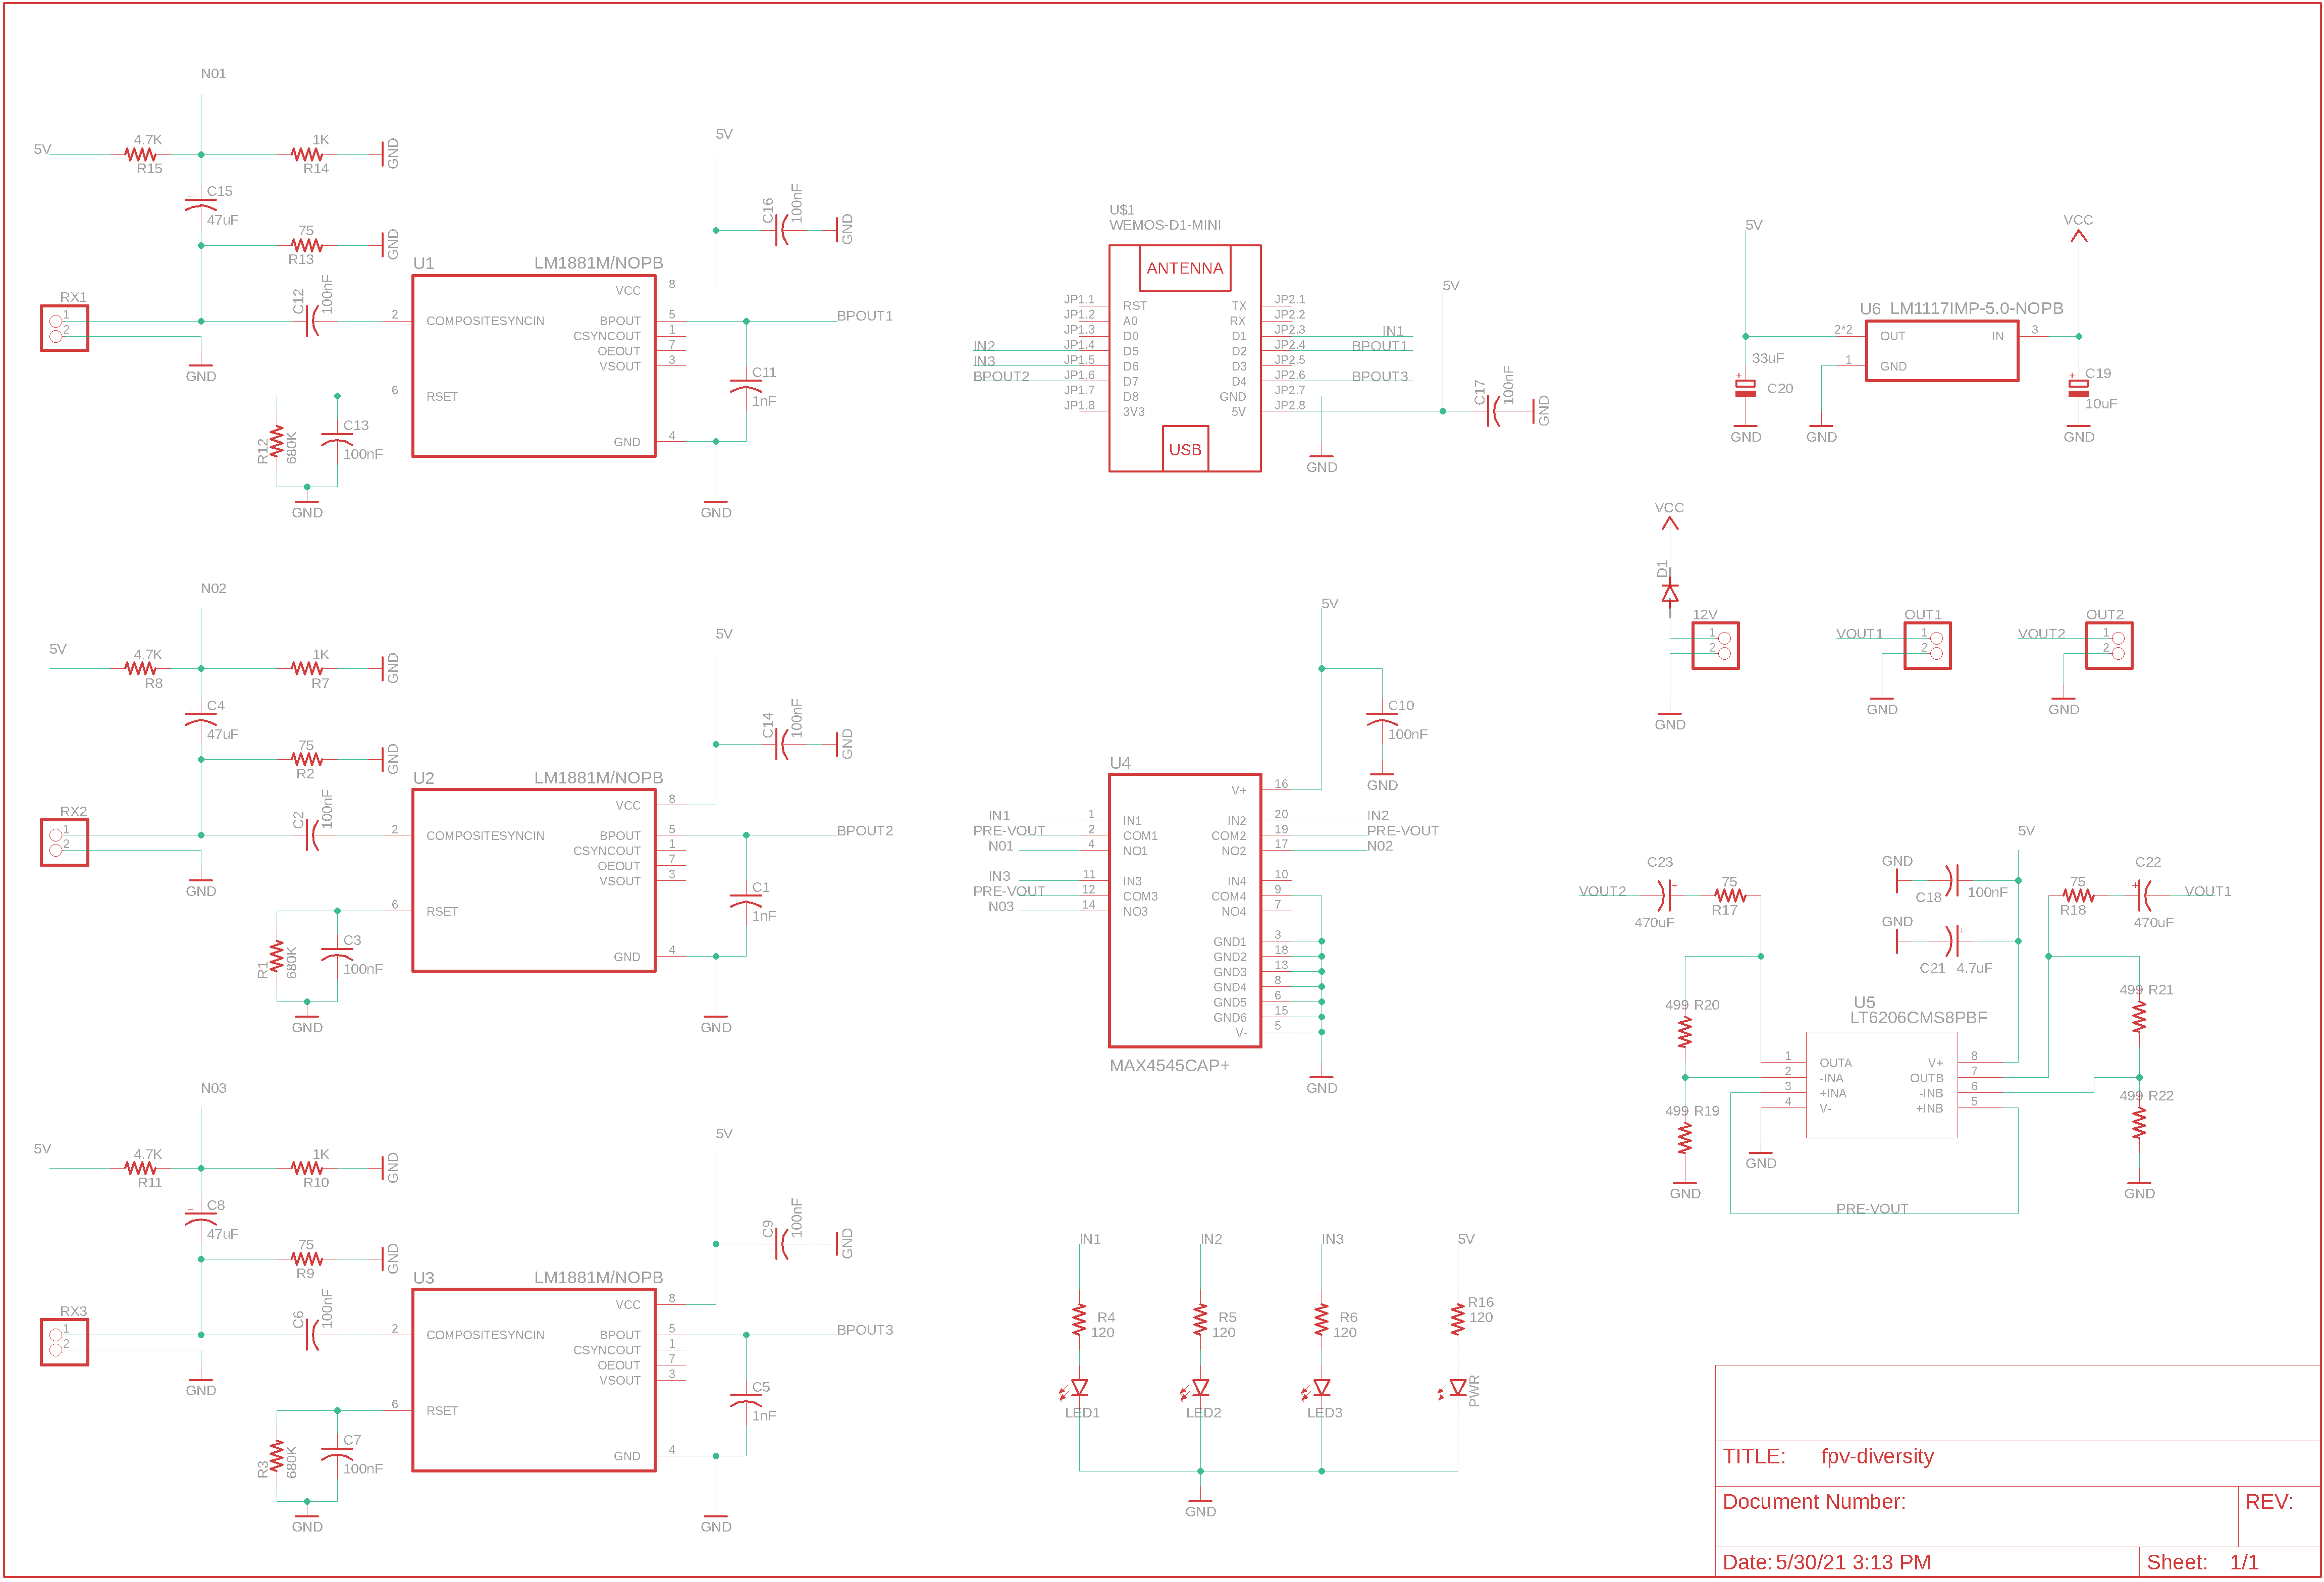 N01
5V
4.7K
R15
1K
R14
GND
C15
47uF
75
R13
GND
RX1
1
2
GND
C12
100nF
U1
LM1881M/NOPB
2
COMPOSITESYNCIN
6
RSET
VCC
8
BPOUT
5
CSYNCOUT
1
OEOUT
7
VSOUT
3
GND
4
R12
680K
C13
100nF
GND
5V
C16
100nF
GND
BPOUT1
C11
1nF
GND
N02
5V
4.7K
R8
1K
R7
GND
C4
47uF
75
R2
GND
RX2
1
2
GND
C2
100nF
U2
LM1881M/NOPB
2
COMPOSITESYNCIN
6
RSET
VCC
8
BPOUT
5
CSYNCOUT
1
OEOUT
7
VSOUT
3
GND
4
R1
680K
C3
100nF
GND
5V
C14
100nF
GND
BPOUT2
C1
1nF
GND
N03
5V
4.7K
R11
1K
R10
GND
C8
47uF
75
R9
GND
RX3
1
2
GND
C6
100nF
U3
LM1881M/NOPB
2
COMPOSITESYNCIN
6
RSET
VCC
8
BPOUT
5
CSYNCOUT
1
OEOUT
7
VSOUT
3
GND
4
R3
680K
C7
100nF
GND
5V
C9
100nF
GND
BPOUT3
C5
1nF
GND
U$1
WEMOS-D1-MINI
ANTENNA
JP1.1 RST TX JP2.1
JP1.2 A0 RX JP2.2
JP1.3 D0 D1 JP2.3 IN1
IN2 JP1.4 D5 D2 JP2.4 BPOUT1
IN3 JP1.5 D6 D3 JP2.5
BPOUT2 JP1.6 D7 D4 JP2.6 BPOUT3
JP1.7 D8 GND JP2.7
JP1.8 3V3 5V JP2.8
USB
GND
5V
C17
100nF
GND
5V
C10
100nF
GND
U4
V+ 16
IN1 1 IN1 IN2 20 IN2
PRE-VOUT 2 COM1 COM2 19 PRE-VOUT
N01 4 NO1 NO2 17 N02
IN3 11 IN3 IN4 10
PRE-VOUT 12 COM3 COM4 9
N03 14 NO3 NO4 7
GND1 3
GND2 18
GND3 13
GND4 8
GND5 6
GND6 15
V- 5
MAX4545CAP+
GND
IN1
R4
120
LED1
IN2
R5
120
LED2
IN3
R6
120
LED3
5V
R16
120
PWR
GND
5V
VCC
U6 LM1117IMP-5.0-NOPB
2*2 OUT IN 3
1 GND
33uF
C20
GND
GND
C19
10uF
GND
VCC
D1
12V
1
2
GND
OUT1
VOUT1 1
2
GND
OUT2
VOUT2 1
2
GND
5V
C23
VOUT2
470uF
75
R17
GND
C18 100nF
GND
C21 4.7uF
75
R18
C22
470uF
VOUT1
499 R20
499 R19
GND
U5
LT6206CMS8PBF
1 OUTA V+ 8
2 -INA OUTB 7
3 +INA -INB 6
4 V- +INB 5
GND
499 R21
499 R22
GND
PRE-VOUT
TITLE: fpv-diversity
Document Number: REV:
Date: 5/30/21 3:13 PM Sheet: 1/1